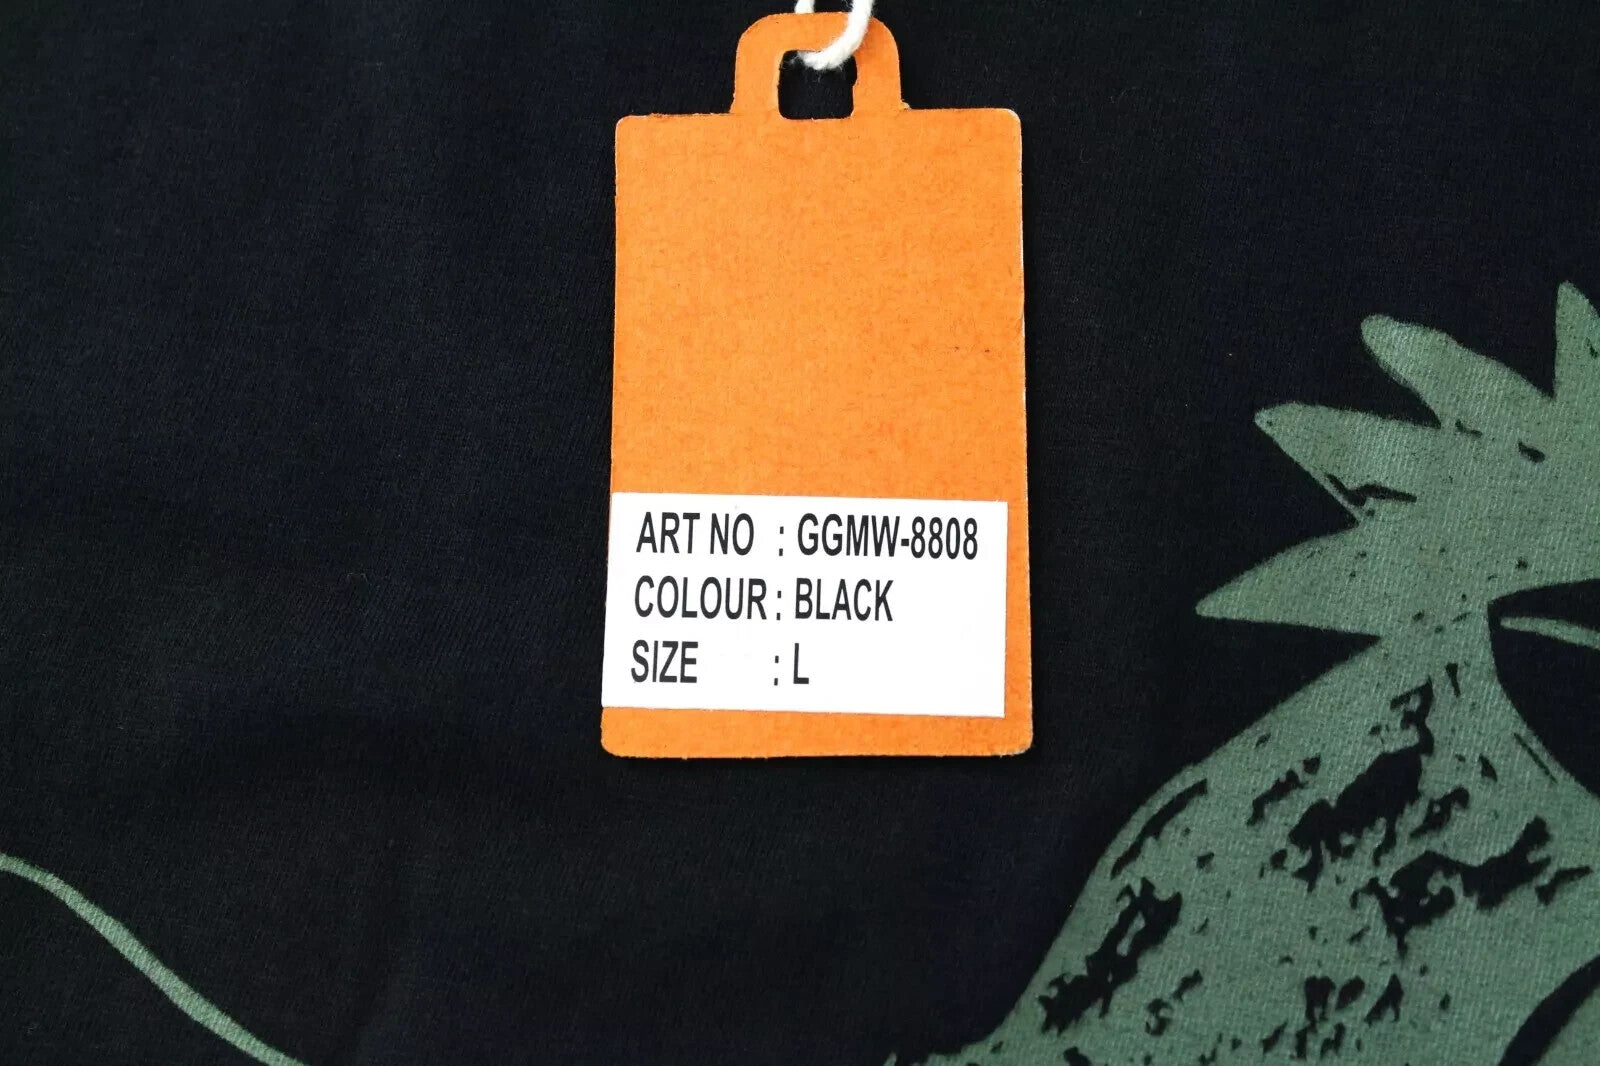 ART NO : GGMW-8808
COLOUR : BLACK
SIZE : L